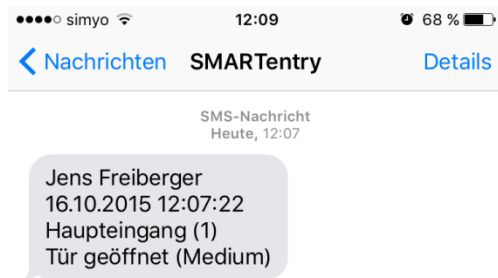 simyo 12:09 68 %
Nachrichten SMARTentry Details
SMS-Nachricht
Heute, 12:07
Jens Freiberger
16.10.2015 12:07:22
Haupteingang (1)
Tür geöffnet (Medium)